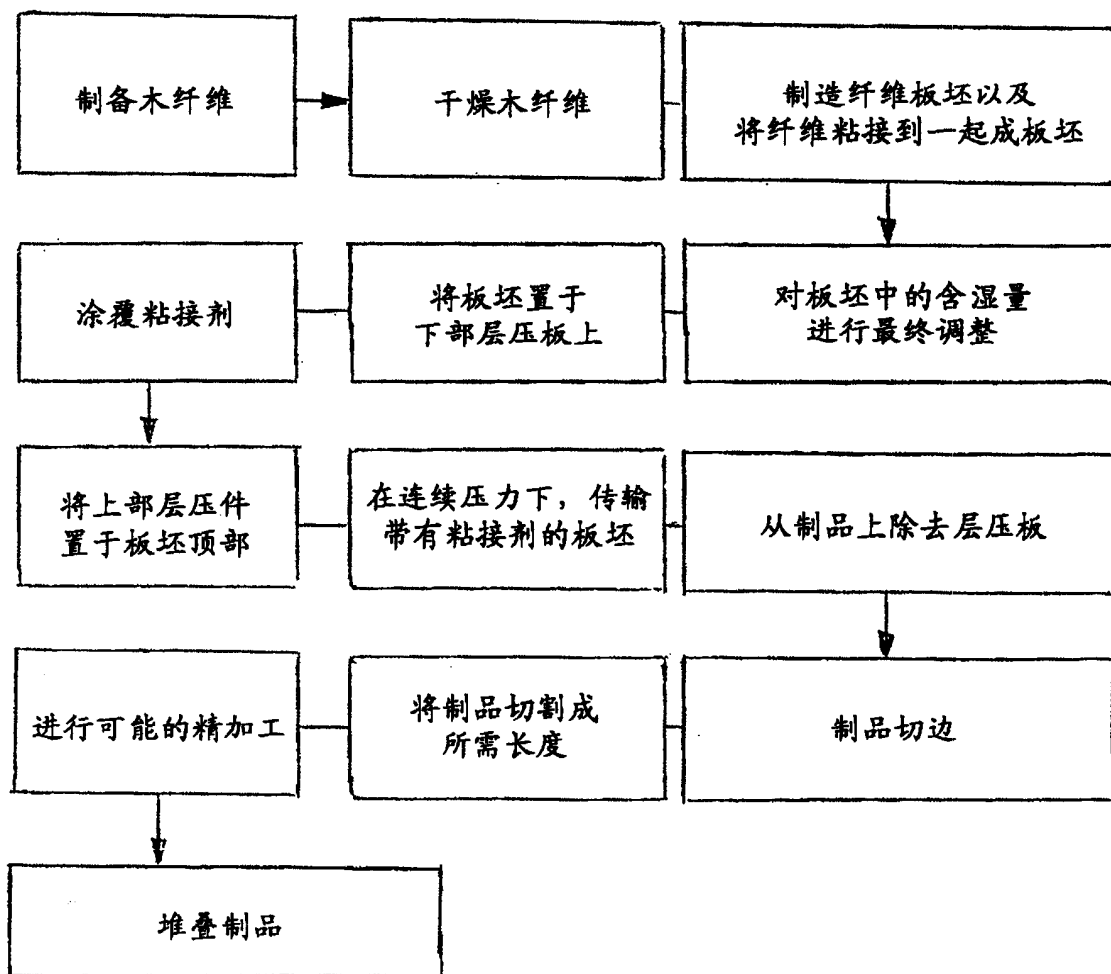 制备木纤维
干燥木纤维
制造纤维板坯以及
将纤维粘接到一起成板坯
涂覆粘接剂
将板坯置于
下部层压板上
对板坯中的含湿量
进行最终调整
将上部层压件
置于板坯顶部
在连续压力下，传输
带有粘接剂的板坯
从制品上除去层压板
进行可能的精加工
将制品切割成
所需长度
制品切边
堆叠制品